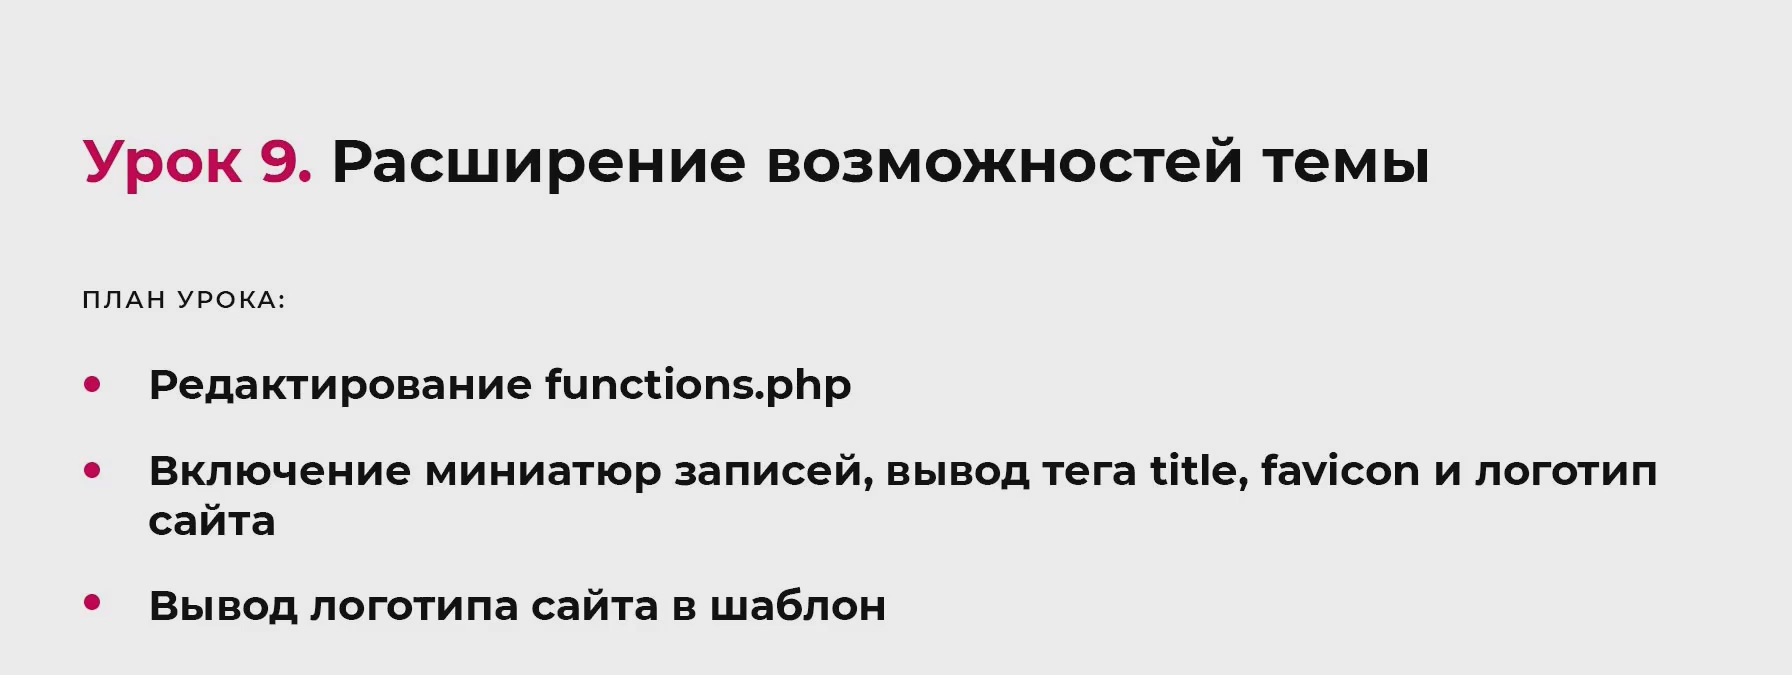 Урок 9. Расширение возможностей темы
ПЛАН УРОКА:
• Редактирование functions.php
• Включение миниатюр записей, вывод тега title, favicon и логотип
сайта
• Вывод логотипа сайта в шаблон